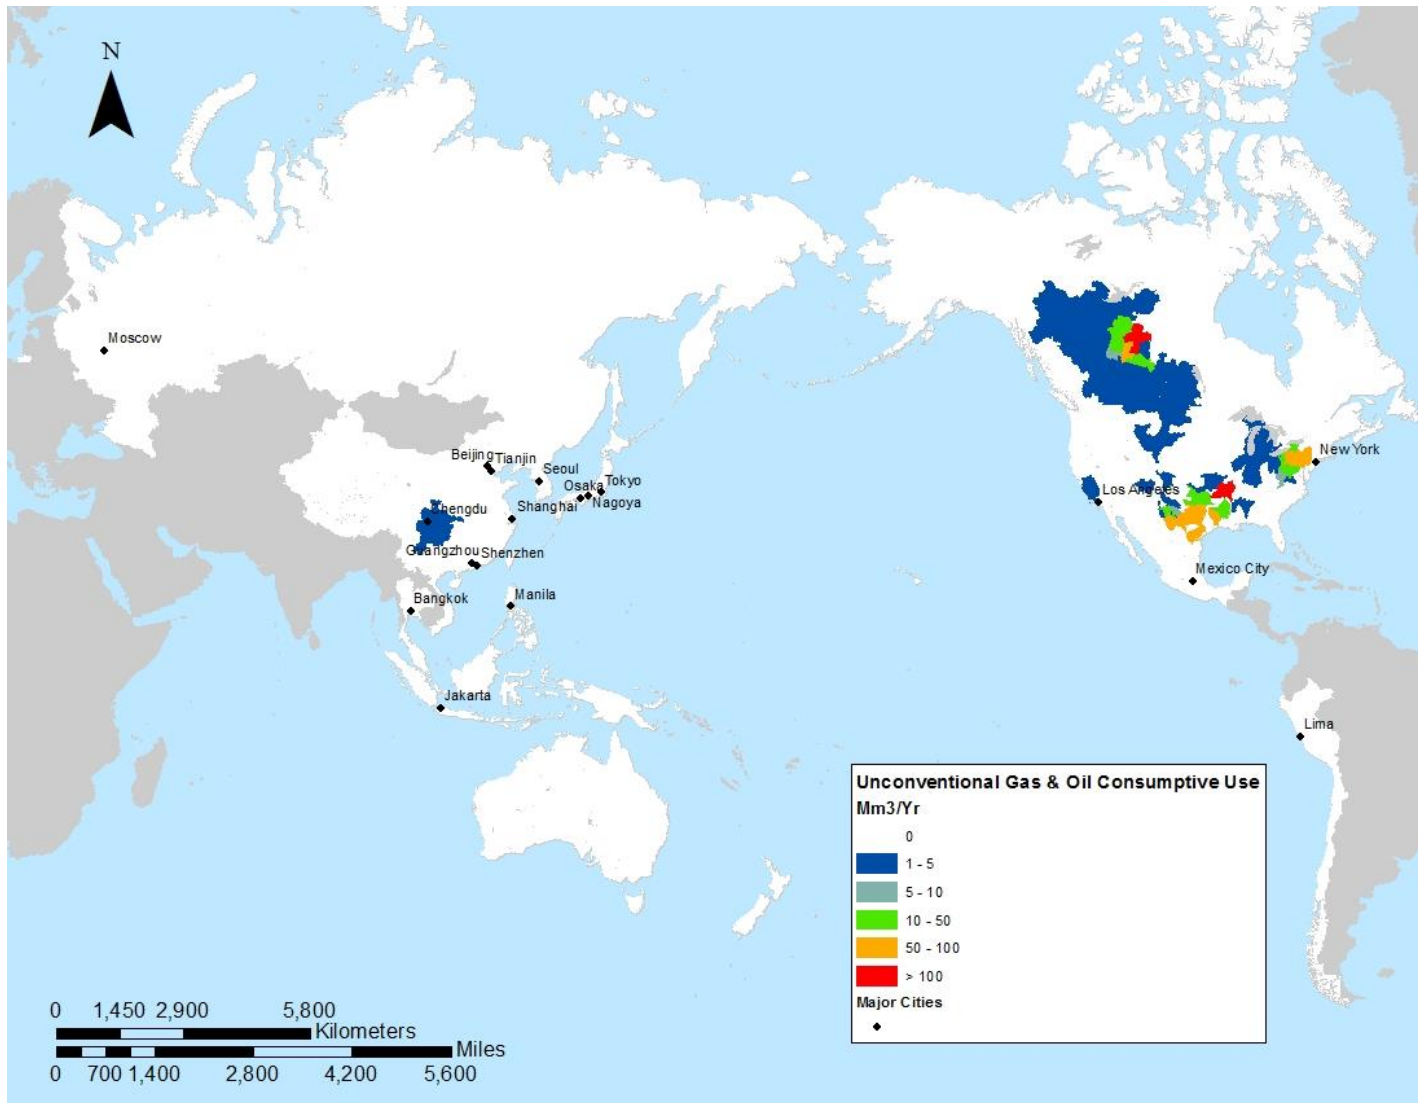 N
Moscow
New York
Beijing
Tianjin
Seoul
Tokyo
Osaka
Nagoya
Los Angeles
Shanghai
Chengdu
Guangzhou
Shenzhen
Mexico City
Bangkok
Manila
Jakarta
Lima
Unconventional Gas & Oil Consumptive Use
Mm3/Yr
0
1 - 5
5 - 10
10 - 50
50 - 100
> 100
Major Cities
0 1,450 2,900 5,800
Kilometers
Miles
0 700 1,400 2,800 4,200 5,600